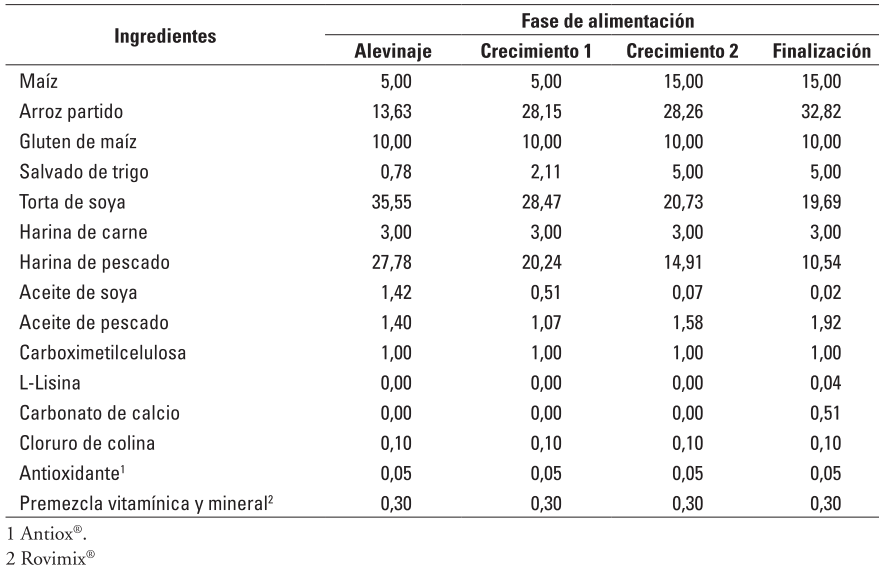 Ingredientes Fase de alimentación
Alevinaje Crecimiento 1 Crecimiento 2 Finalización
Maíz 5,00 5,00 15,00 15,00
Arroz partido 13,63 28,15 28,26 32,82
Gluten de maíz 10,00 10,00 10,00 10,00
Salvado de trigo 0,78 2,11 5,00 5,00
Torta de soya 35,55 28,47 20,73 19,69
Harina de carne 3,00 3,00 3,00 3,00
Harina de pescado 27,78 20,24 14,91 10,54
Aceite de soya 1,42 0,51 0,07 0,02
Aceite de pescado 1,40 1,07 1,58 1,92
Carboximetilcelulosa 1,00 1,00 1,00 1,00
L-Lisina 0,00 0,00 0,00 0,04
Carbonato de calcio 0,00 0,00 0,00 0,51
Cloruro de colina 0,10 0,10 0,10 0,10
Antioxidante¹ 0,05 0,05 0,05 0,05
Premezcla vitamínica y mineral² 0,30 0,30 0,30 0,30
1 Antiox®.
2 Rovimix®